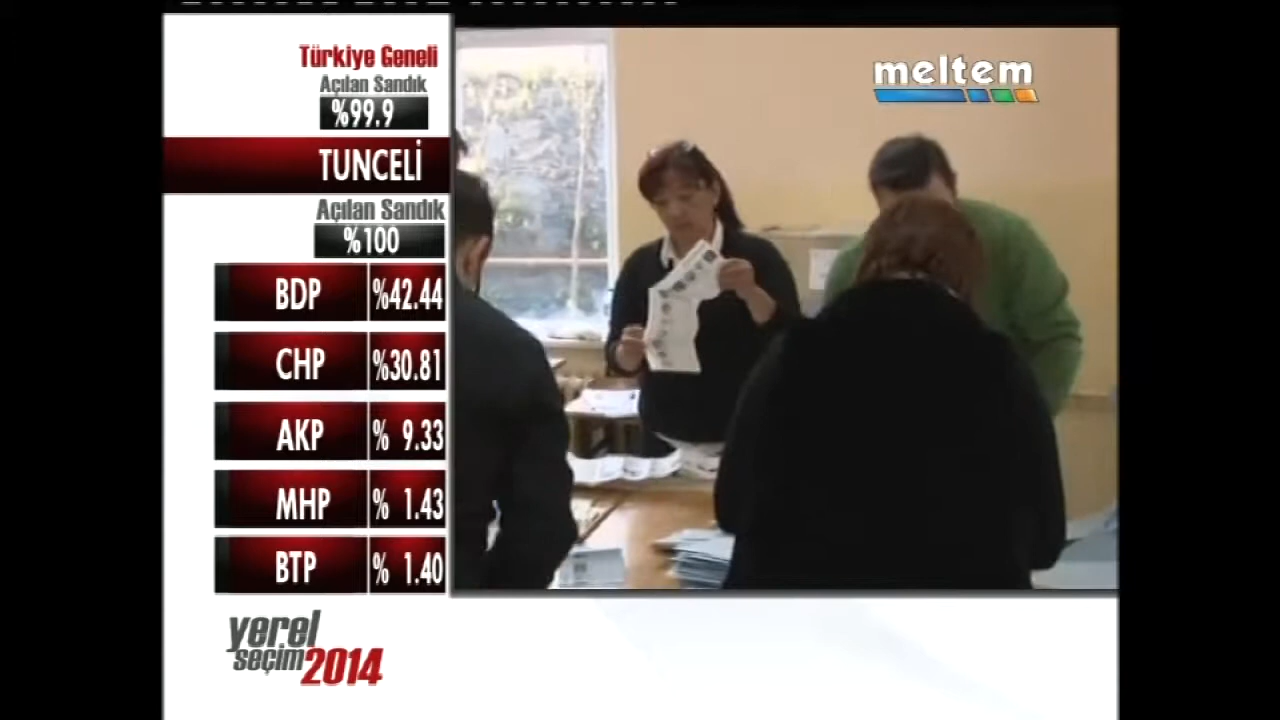 Türkiye Geneli
Açılan Sandık
%99.9
TUNCELİ
Açılan Sandık
%100
BDP %42.44
CHP %30.81
AKP % 9.33
MHP % 1.43
BTP % 1.40
yerel
seçim 2014
meltem